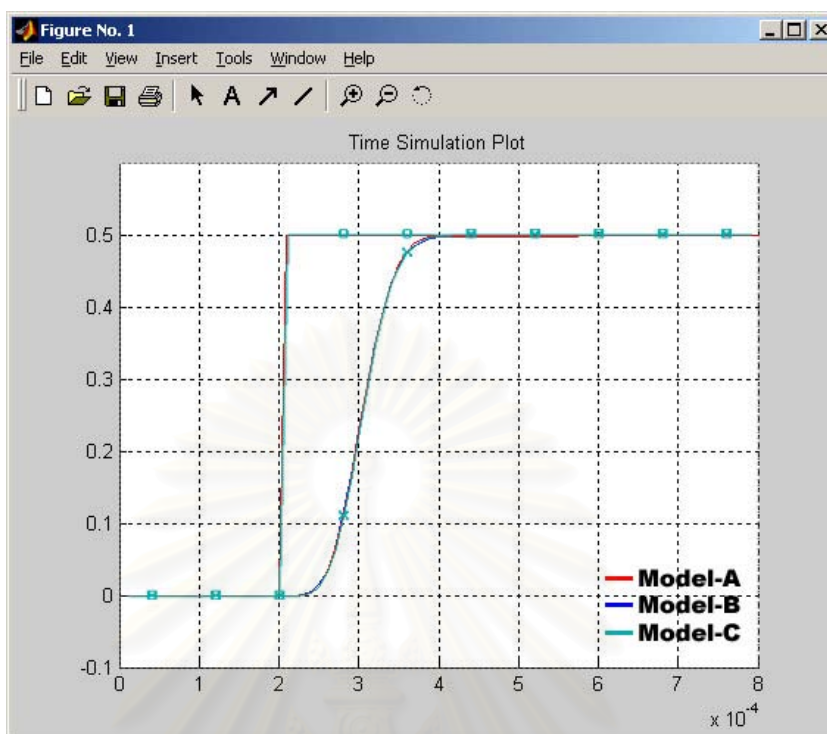 Figure No. 1
File Edit View Insert Tools Window Help
A
Time Simulation Plot
0.5
0.4
0.3
0.2
0.1
0
-0.1
Model-A
Model-B
Model-C
0 1 2 3 4 5 6 7 8
x 10⁻⁴